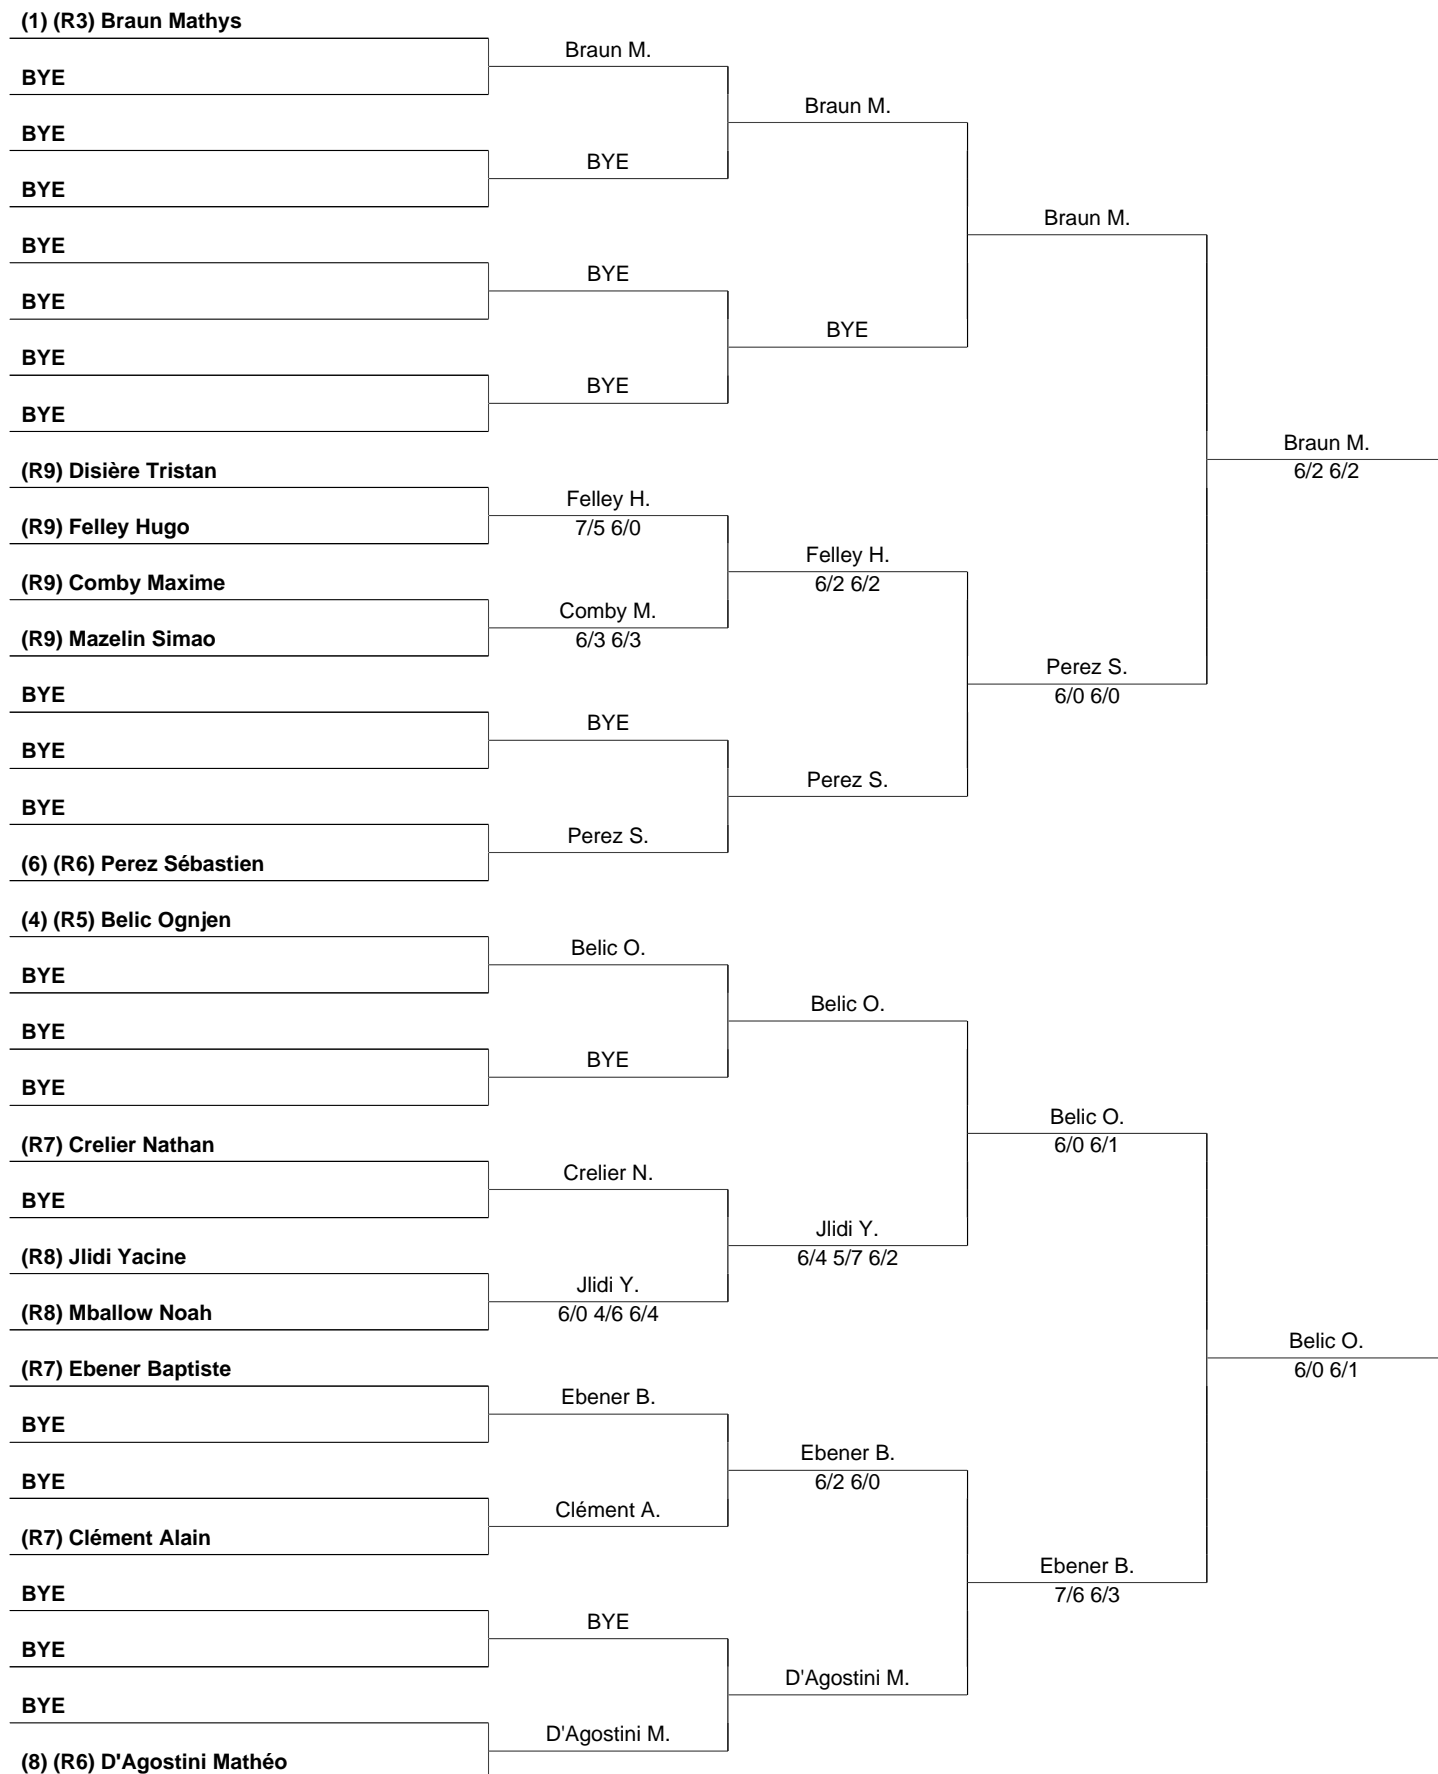 (1) (R3) Braun Mathys
Braun M.
BYE
Braun M.
BYE
BYE
BYE
Braun M.
BYE
BYE
BYE
BYE
BYE
BYE
BYE
Braun M.
(R9) Disière Tristan
6/2 6/2
Felley H.
(R9) Felley Hugo
7/5 6/0
Felley H.
(R9) Comby Maxime
6/2 6/2
Comby M.
(R9) Mazelin Simao
6/3 6/3
Perez S.
BYE
6/0 6/0
BYE
BYE
Perez S.
BYE
Perez S.
(6) (R6) Perez Sébastien
(4) (R5) Belic Ognjen
Belic O.
BYE
Belic O.
BYE
BYE
BYE
Belic O.
(R7) Crelier Nathan
6/0 6/1
Crelier N.
BYE
Jlidi Y.
(R8) Jlidi Yacine
6/4 5/7 6/2
Jlidi Y.
(R8) Mballow Noah
6/0 4/6 6/4
Belic O.
(R7) Ebener Baptiste
6/0 6/1
Ebener B.
BYE
Ebener B.
BYE
6/2 6/0
Clément A.
(R7) Clément Alain
Ebener B.
BYE
7/6 6/3
BYE
BYE
D'Agostini M.
BYE
D'Agostini M.
(8) (R6) D'Agostini Mathéo